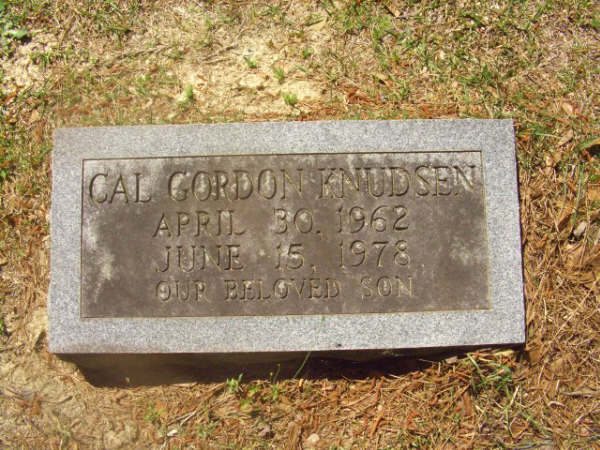 CAL GORDON KNUDSEN
APRIL 30, 1962
JUNE 15, 1978
OUR BELOVED SON